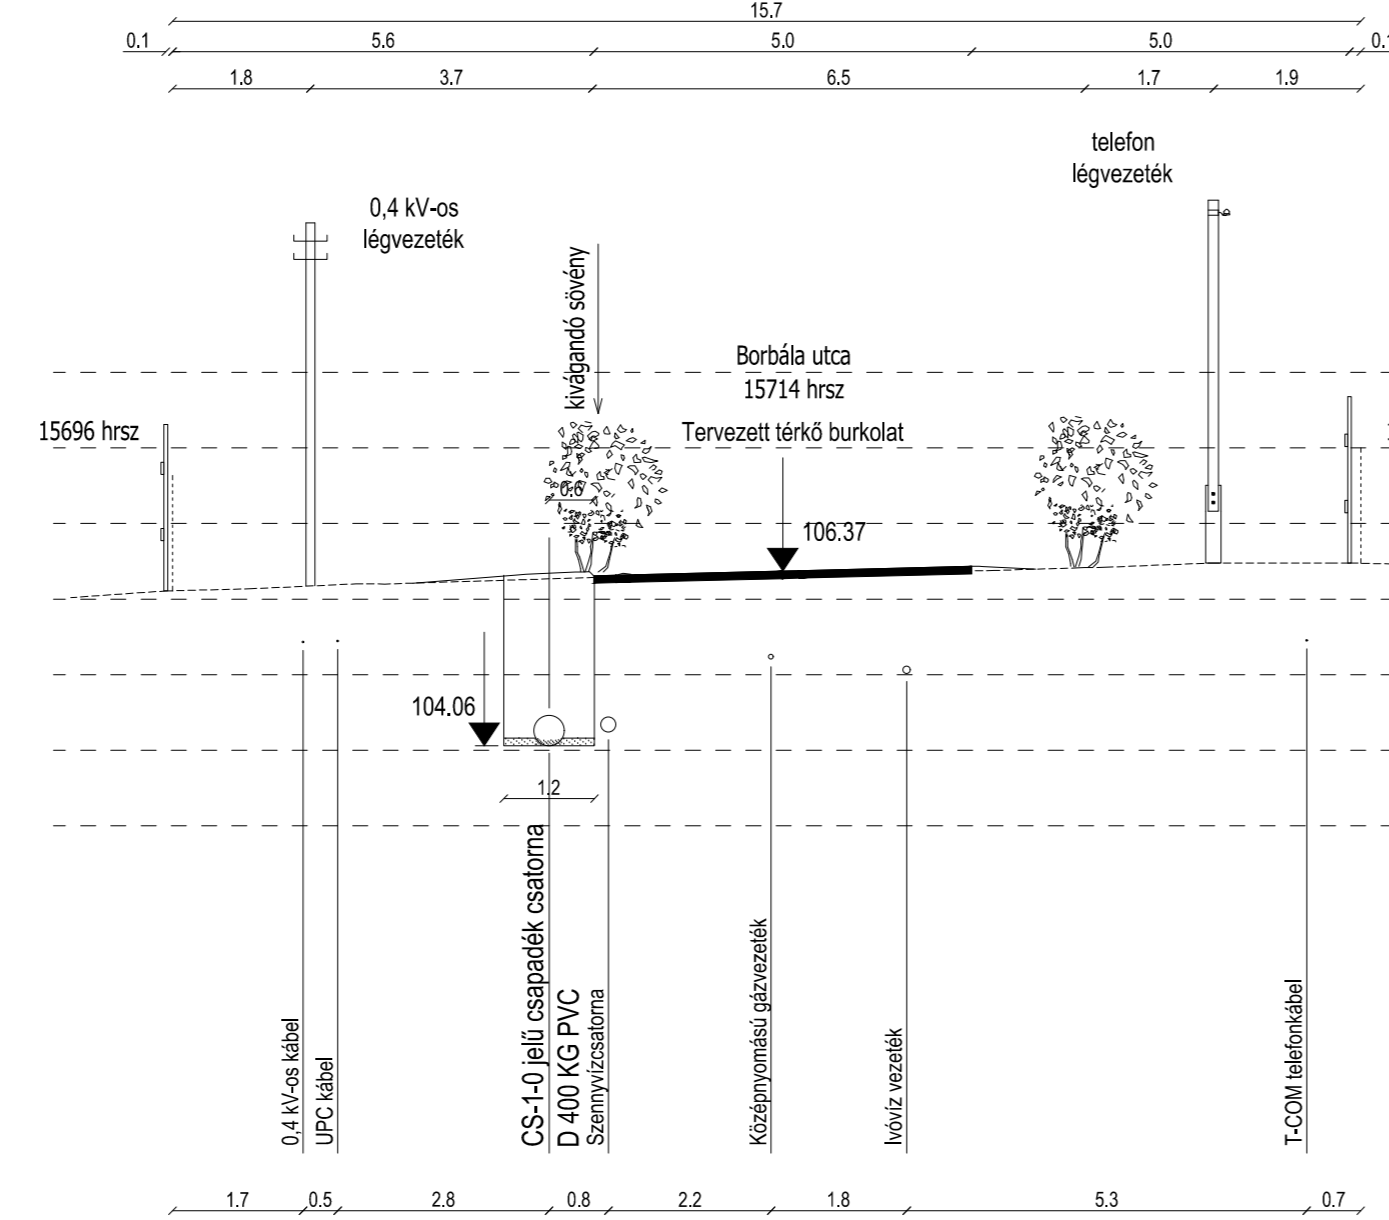 15.7
0.1
5.6
5.0
5.0
0.1
1.8
3.7
6.5
1.7
1.9
telefon
légvezeték
0,4 kV-os
légvezeték
kivágandó sövény
Borbála utca
15714 hrsz
15696 hrsz
Tervezett térkő burkolat
0.6
106.37
104.06
1.2
0,4 kV-os kábel
UPC kábel
CS-1-0 jelű csapadék csatorna
D 400 KG PVC
Szennyvízcsatorna
Középnyomású gázvezeték
Ivóvíz vezeték
T-COM telefonkábel
1.7
0.5
2.8
0.8
2.2
1.8
5.3
0.7